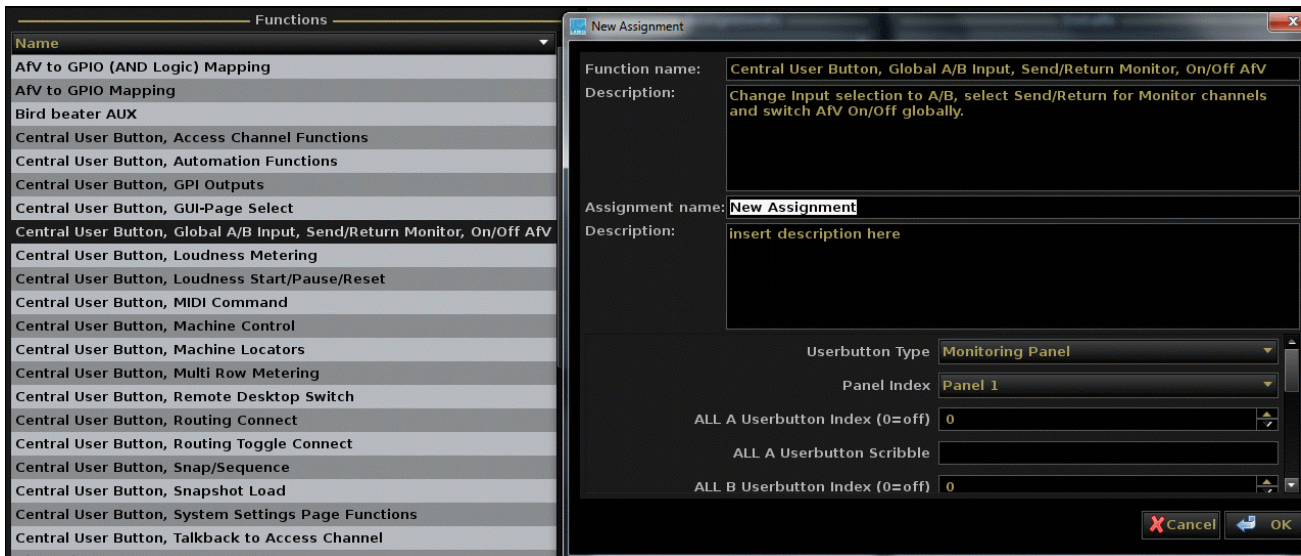 Functions
Name
AfV to GPIO (AND Logic) Mapping
AfV to GPIO Mapping
Bird beater AUX
Central User Button, Access Channel Functions
Central User Button, Automation Functions
Central User Button, GPI Outputs
Central User Button, GUI-Page Select
Central User Button, Global A/B Input, Send/Return Monitor, On/Off AfV
Central User Button, Loudness Metering
Central User Button, Loudness Start/Pause/Reset
Central User Button, MIDI Command
Central User Button, Machine Control
Central User Button, Machine Locators
Central User Button, Multi Row Metering
Central User Button, Remote Desktop Switch
Central User Button, Routing Connect
Central User Button, Routing Toggle Connect
Central User Button, Snap/Sequence
Central User Button, Snapshot Load
Central User Button, System Settings Page Functions
Central User Button, Talkback to Access Channel
New Assignment
Function name: Central User Button, Global A/B Input, Send/Return Monitor, On/Off AfV
Description: Change Input selection to A/B, select Send/Return for Monitor channels
and switch AfV On/Off globally.
Assignment name: New Assignment
Description: insert description here
Userbutton Type Monitoring Panel
Panel Index Panel 1
ALL A Userbutton Index (0=off) 0
ALL A Userbutton Scribble
ALL B Userbutton Index (0=off) 0
Cancel OK